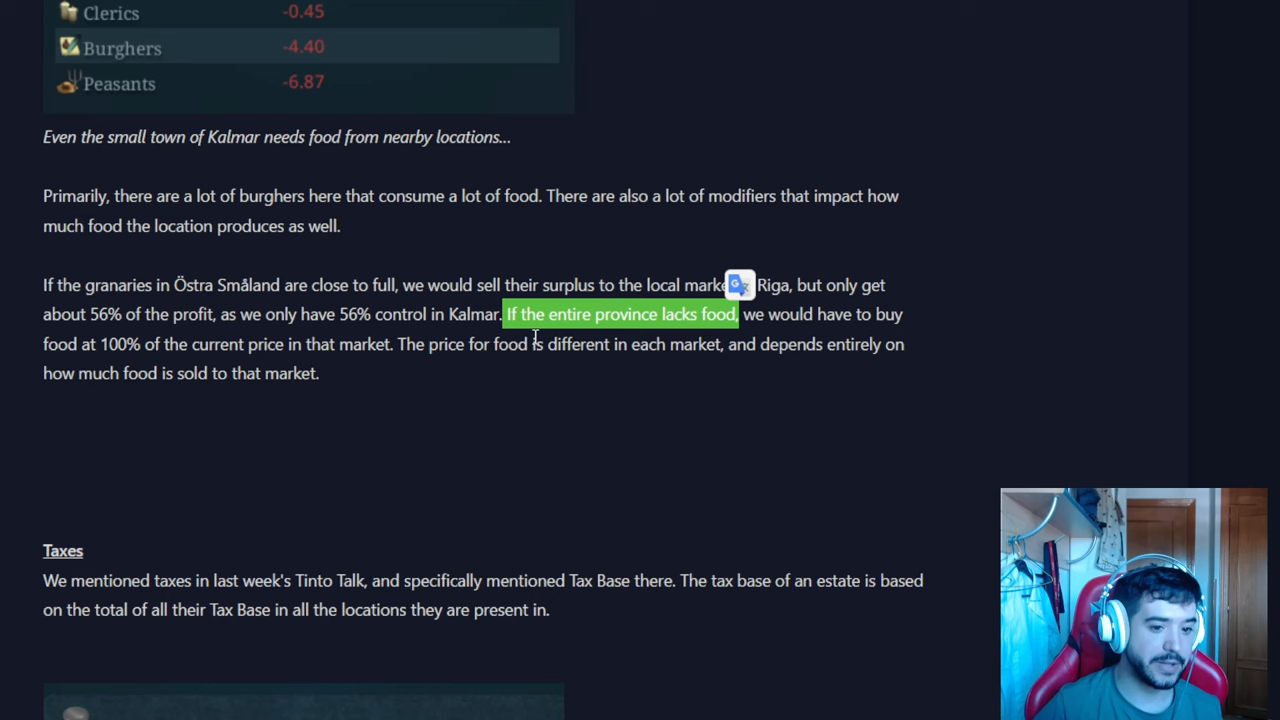 Clerics -0.45
Burghers -4.40
Peasants -6.87
Even the small town of Kalmar needs food from nearby locations...
Primarily, there are a lot of burghers here that consume a lot of food. There are also a lot of modifiers that impact how
much food the location produces as well.
If the granaries in Östra Småland are close to full, we would sell their surplus to the local marke Riga, but only get
about 56% of the profit, as we only have 56% control in Kalmar. If the entire province lacks food, we would have to buy
food at 100% of the current price in that market. The price for food is different in each market, and depends entirely on
how much food is sold to that market.
Taxes
We mentioned taxes in last week's Tinto Talk, and specifically mentioned Tax Base there. The tax base of an estate is based
on the total of all their Tax Base in all the locations they are present in.